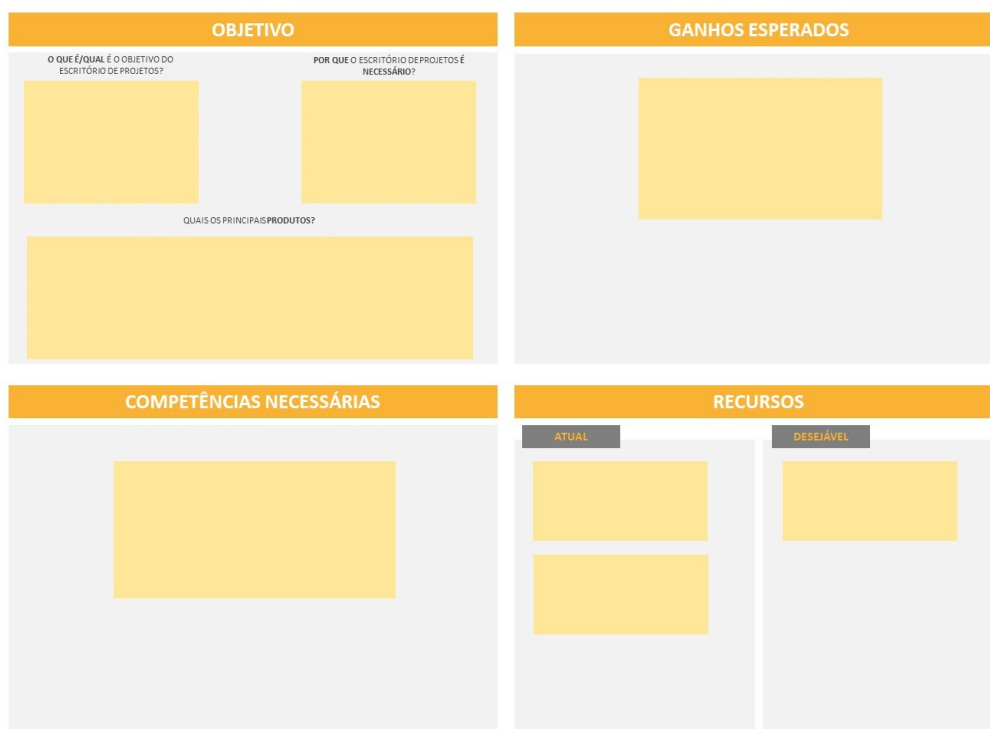 OBJETIVO
O QUE É/QUAL É O OBJETIVO DO
ESCRITÓRIO DE PROJETOS?
POR QUE O ESCRITÓRIO DE PROJETOS É
NECESSÁRIO?
QUAIS OS PRINCIPAIS PRODUTOS?
GANHOS ESPERADOS
COMPETÊNCIAS NECESSÁRIAS
RECURSOS
ATUAL
DESEJÁVEL